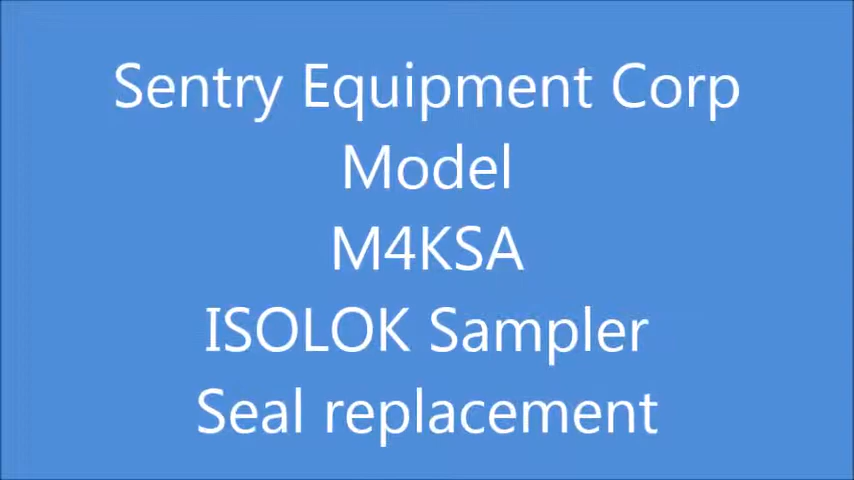 Sentry Equipment Corp
Model
M4KSA
ISOLOK Sampler
Seal replacement